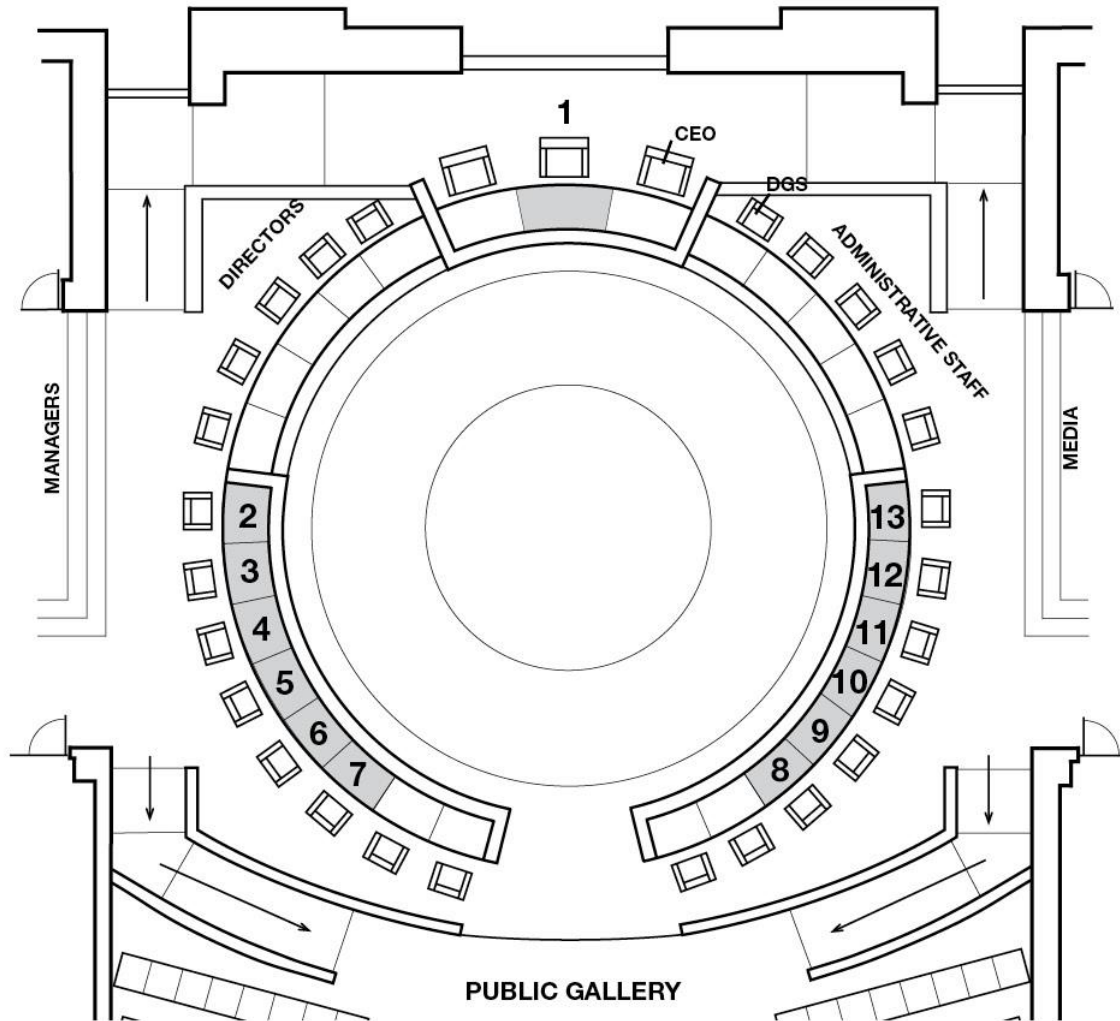 1
CEO
DGS
DIRECTORS
ADMINISTRATIVE STAFF
MANAGERS
MEDIA
2
13
3
12
4
11
5
10
6
9
7
8
PUBLIC GALLERY